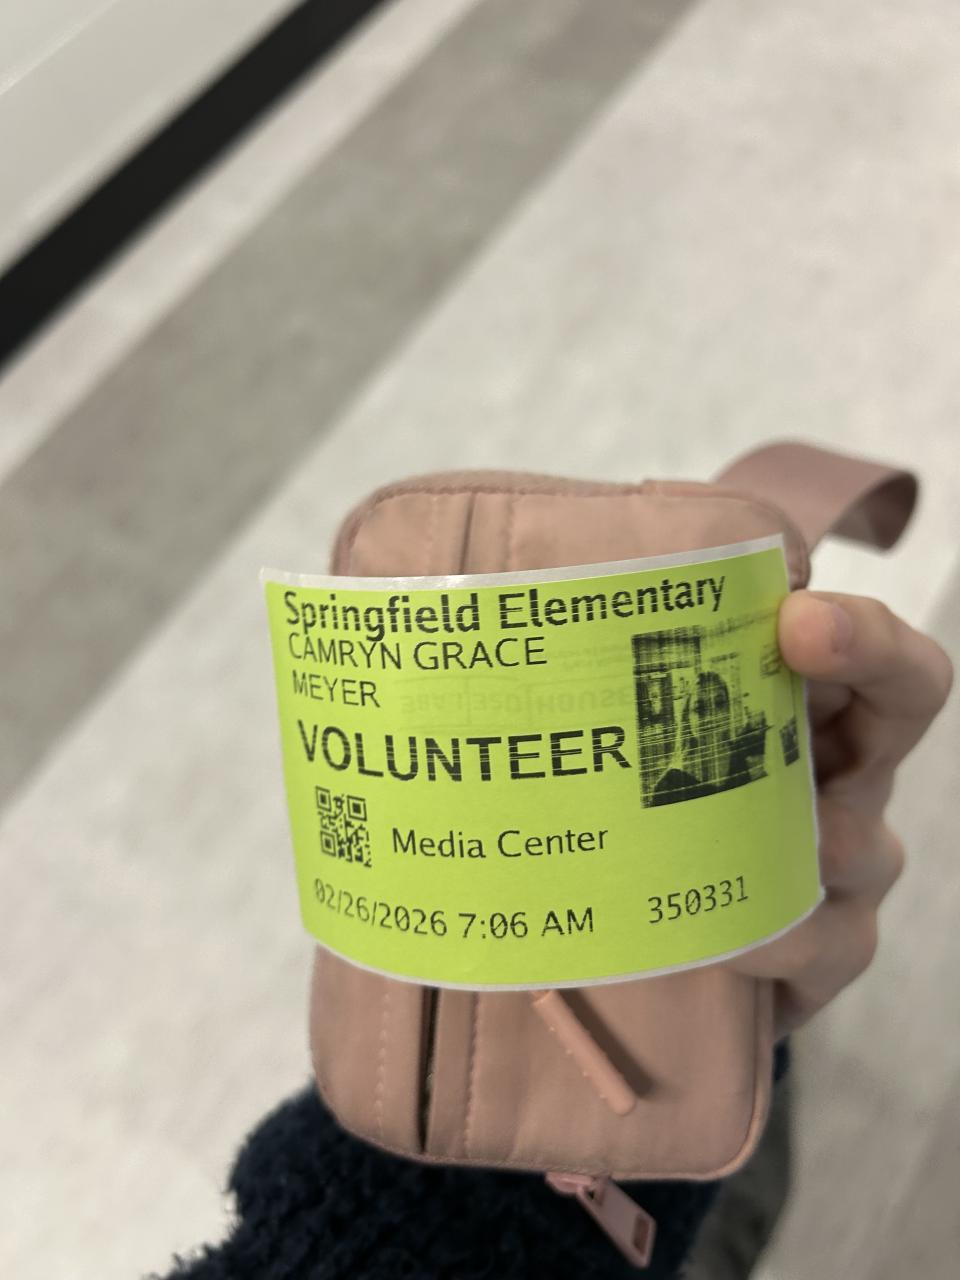 Springfield Elementary
CAMRYN GRACE
MEYER
VOLUNTEER
Media Center
02/26/2026 7:06 AM 350331